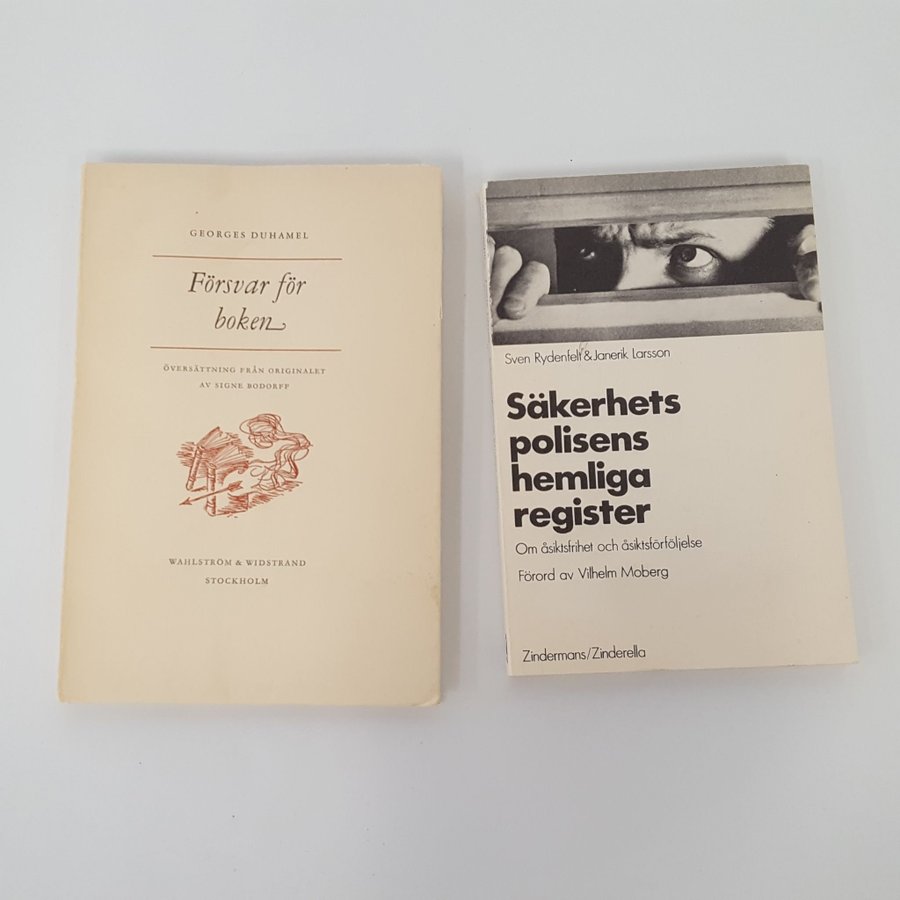 GEORGES DUHAMEL
Försvar för
boken
ÖVERSÄTTNING FRÅN ORIGINALET
AV SIGNE BODORFF
WAHLSTRÖM & WIDSTRAND
STOCKHOLM
Sven Rydenfelt & Janerik Larsson
Säkerhets
polisens
hemliga
register
Om åsiktsfrihet och åsiktsförföljelse
Förord av Vilhelm Moberg
Zindermans/Zinderella